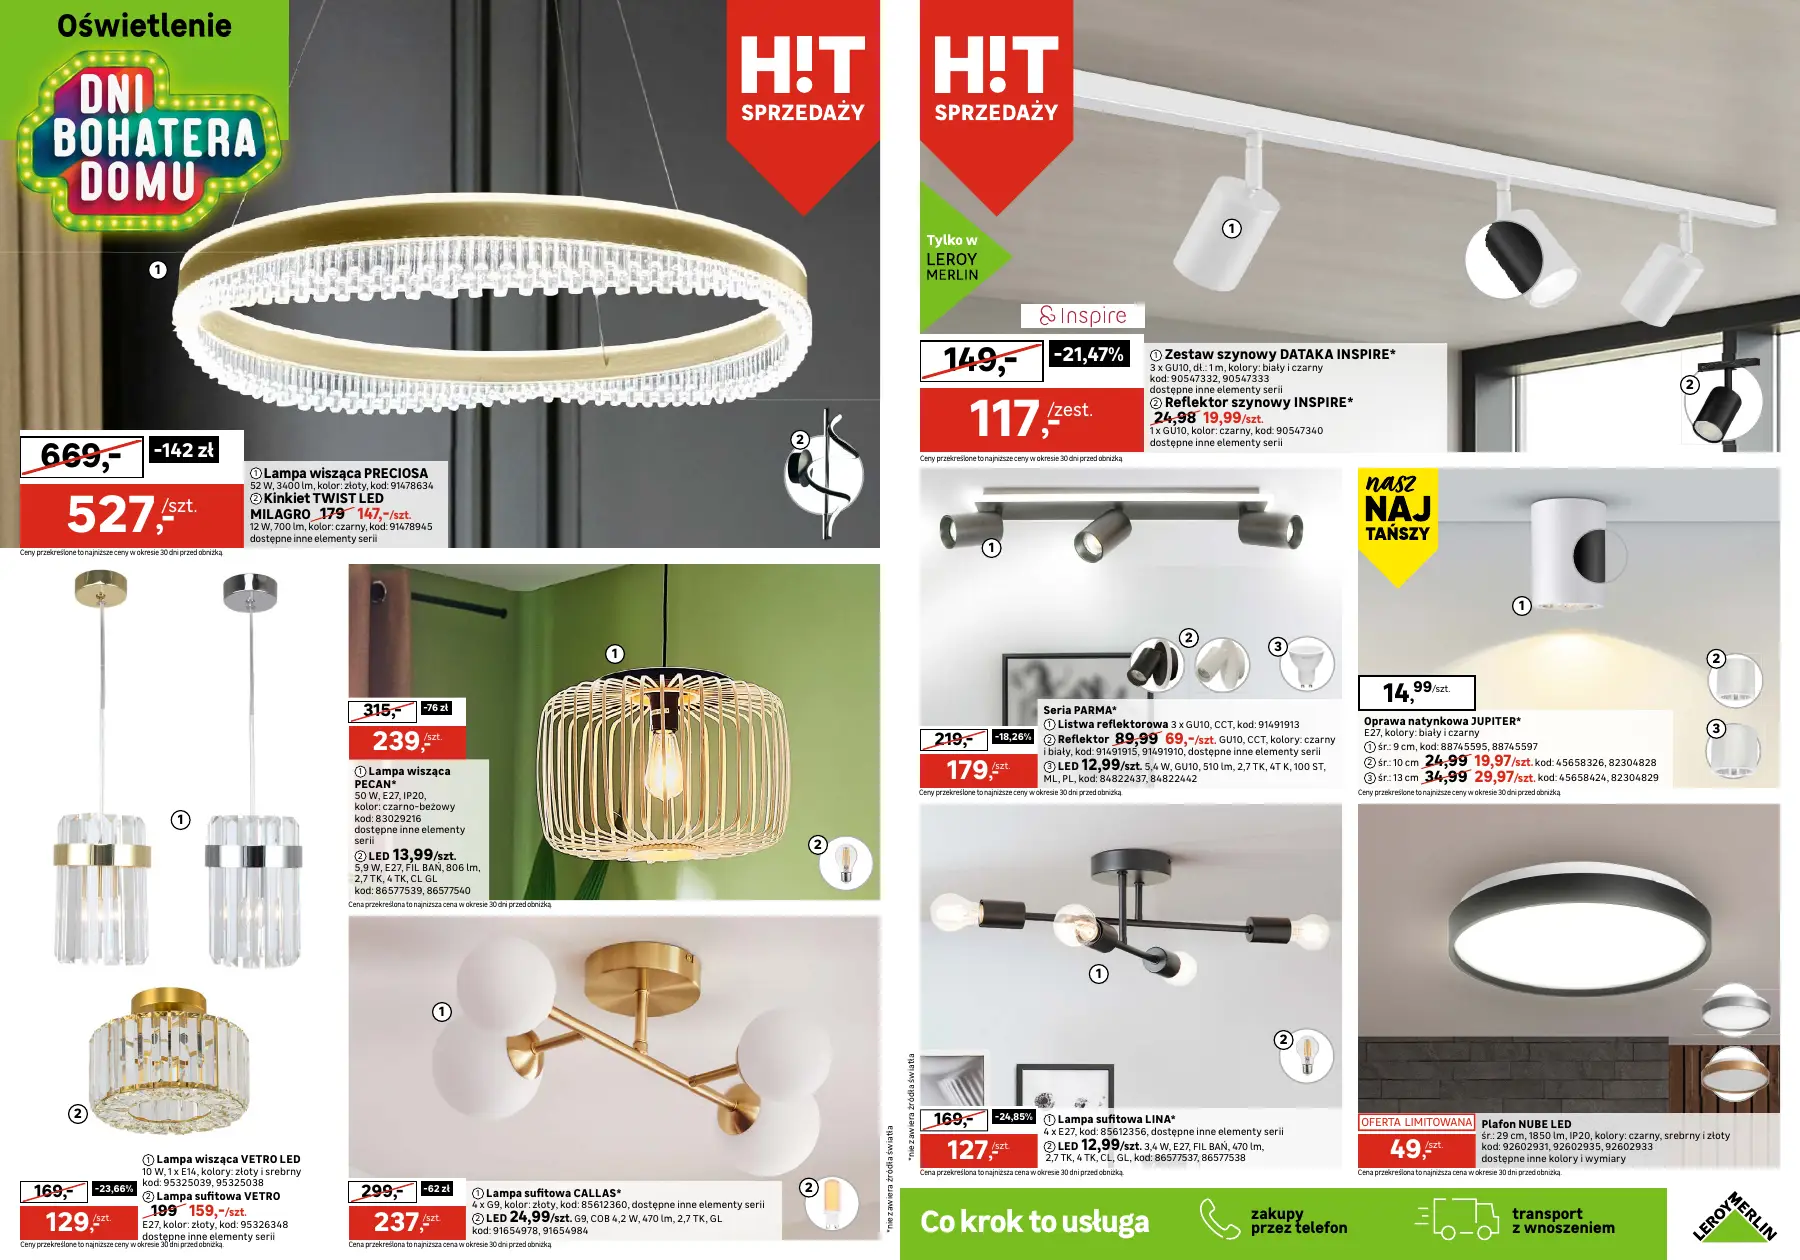 Oświetlenie
DNI
BOHATERA
DOMU
H!T
SPRZEDAŻY
1
2
669,-
-142 zł
527,-/szt.
① Lampa wisząca PRECIOSA
52 W, 3400 lm, kolor: złoty, kod: 91478634
② Kinkiet TWIST LED
MILAGRO 179 147,-/szt.
12 W, 700 lm, kolor: czarny, kod: 91478945
dostępne inne elementy serii
Ceny przekreślone to najniższe ceny w okresie 30 dni przed obniżką.
1
2
① Lampa wisząca VETRO LED
10 W, 1 x E14, kolory: złoty i srebrny
kod: 95325039, 95325038
② Lampa sufitowa VETRO
199 159,-/szt.
E27, kolor: złoty, kod: 95326348
dostępne inne elementy serii
169,-
-23,66%
129,-/szt.
Ceny przekreślone to najniższe ceny w okresie 30 dni przed obniżką.
1
2
315,-
-76 zł
239,-/szt.
① Lampa wisząca
PECAN*
50 W, E27, IP20,
kolor: czarno-beżowy
kod: 83029216
dostępne inne elementy
serii
② LED 13,99/szt.
5,9 W, E27, FIL BAŃ, 806 lm,
2,7 TK, 4 TK, CL GL
kod: 86577539, 86577540
Cena przekreślona to najniższa cena w okresie 30 dni przed obniżką.
1
2
299,-
-62 zł
237,-/szt.
① Lampa sufitowa CALLAS*
4 x G9, kolor: złoty, kod: 85612360, dostępne inne elementy serii
② LED 24,99/szt. G9, COB 4,2 W, 470 lm, 2,7 TK, GL
kod: 91654978, 91654984
Cena przekreślona to najniższa cena w okresie 30 dni przed obniżką.
*nie zawiera źródła światła
H!T
SPRZEDAŻY
Tylko w
LEROY
MERLIN
Inspire
1
2
149,-
-21,47%
117,-/zest.
① Zestaw szynowy DATAKA INSPIRE*
3 x GU10, dł.: 1 m, kolory: biały i czarny
kod: 90547332, 90547333
dostępne inne elementy serii
② Reflektor szynowy INSPIRE*
24,98 19,99/szt.
1 x GU10, kolor: czarny, kod: 90547340
dostępne inne elementy serii
Ceny przekreślone to najniższe ceny w okresie 30 dni przed obniżką.
1
2
3
219,-
-18,26%
179,-/szt.
Seria PARMA*
① Listwa reflektorowa 3 x GU10, CCT, kod: 91491913
② Reflektor 89,99 69,-/szt. GU10, CCT, kolory: czarny
i biały, kod: 91491915, 91491910, dostępne inne elementy serii
③ LED 12,99/szt. 5,4 W, GU10, 510 lm, 2,7 TK, 4T K, 100 ST,
ML, PL, kod: 84822437, 84822442
Ceny przekreślone to najniższe ceny w okresie 30 dni przed obniżką.
nasz
NAJ
TAŃSZY
1
2
3
14,99/szt.
Oprawa natynkowa JUPITER*
E27, kolory: biały i czarny
① śr.: 9 cm, kod: 88745595, 88745597
② śr.: 10 cm 24,99 19,97/szt. kod: 45658326, 82304828
③ śr.: 13 cm 34,99 29,97/szt. kod: 45658424, 82304829
Ceny przekreślone to najniższe ceny w okresie 30 dni przed obniżką.
1
2
169,-
-24,85%
127,-/szt.
① Lampa sufitowa LINA*
4 x E27, kod: 85612356, dostępne inne elementy serii
② LED 12,99/szt. 3,4 W, E27, FIL BAŃ, 470 lm,
2,7 TK, 4 TK, CL, GL, kod: 86577537, 86577538
Cena przekreślona to najniższa cena w okresie 30 dni przed obniżką.
*nie zawiera źródła światła
OFERTA LIMITOWANA
49,-/szt.
Plafon NUBE LED
śr.: 29 cm, 1850 lm, IP20, kolory: czarny, srebrny i złoty
kod: 92602931, 92602935, 92602933
dostępne inne kolory i wymiary
Cena przekreślona to najniższa cena w okresie 30 dni przed obniżką.
Co krok to usługa
zakupy
przez telefon
transport
z wnoszeniem
LEROY MERLIN